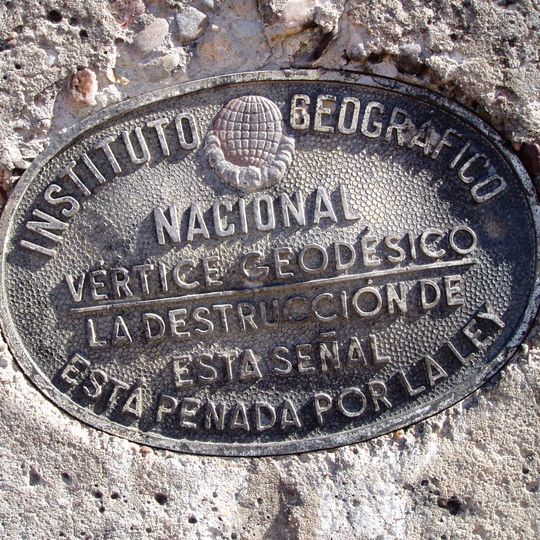 INSTITUTO GEOGRÁFICO
NACIONAL
VÉRTICE GEODÉSICO
LA DESTRUCCIÓN DE
ESTA SEÑAL
ESTÁ PENADA POR LA LEY